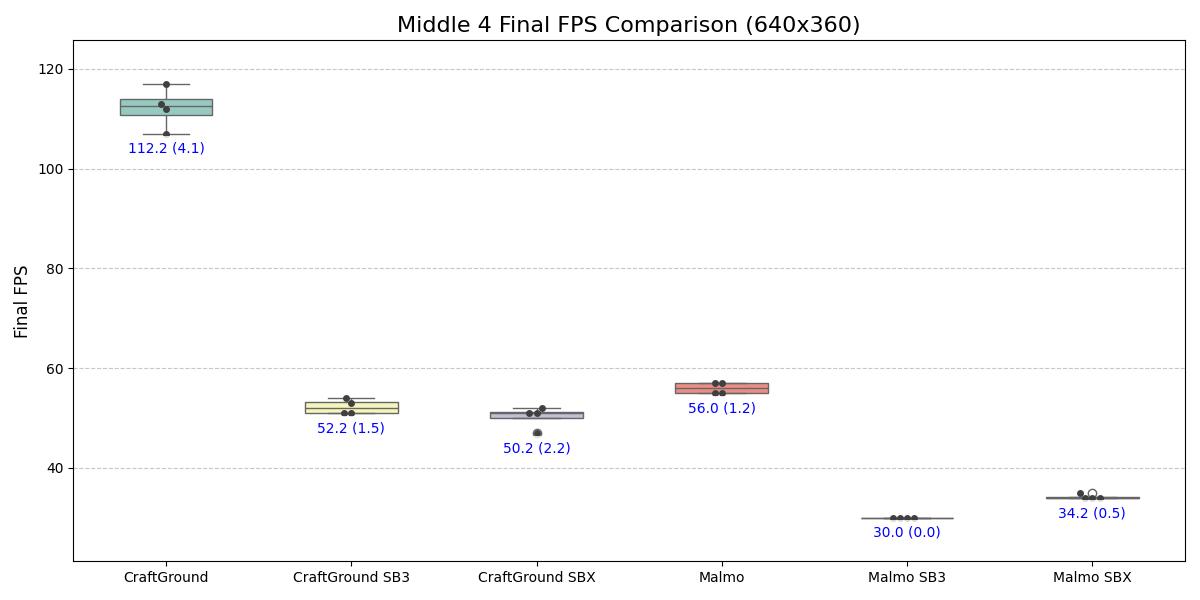 Middle 4 Final FPS Comparison (640x360)
Final FPS
120
100
80
60
40
112.2 (4.1)
52.2 (1.5)
50.2 (2.2)
56.0 (1.2)
30.0 (0.0)
34.2 (0.5)
CraftGround
CraftGround SB3
CraftGround SBX
Malmo
Malmo SB3
Malmo SBX